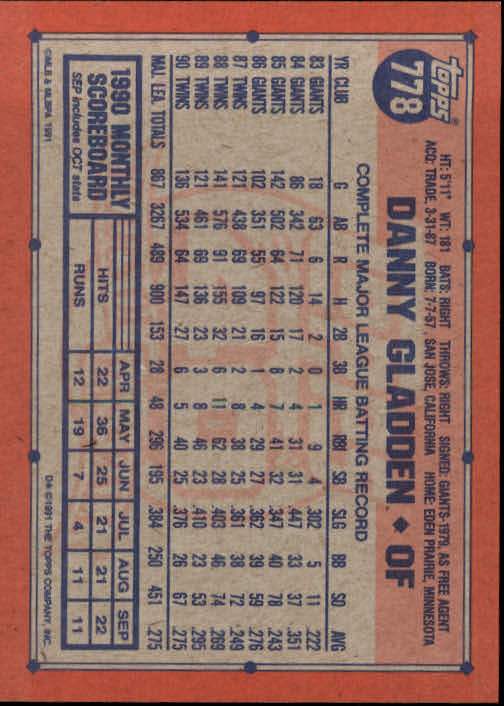 topps®
778
HT: 5'11" WT: 181 BATS: RIGHT THROWS: RIGHT SIGNED: GIANTS-1979, AS FREE AGENT
ACQ: TRADE, 3-31-87 BORN: 7-7-57, SAN JOSE, CALIFORNIA HOME: EDEN PRAIRIE, MINNESOTA
DANNY GLADDEN ◆ OF
COMPLETE MAJOR LEAGUE BATTING RECORD
YR CLUB G AB R H 2B 3B HR RBI SB SLG BB SO AVG
83 GIANTS 18 63 6 14 2 0 1 9 4 .302 5 11 .222
84 GIANTS 86 342 71 120 17 2 4 31 31 .447 33 37 .351
85 GIANTS 142 502 64 122 15 8 7 41 32 .347 40 78 .243
86 GIANTS 102 351 55 97 16 1 4 29 27 .362 39 59 .276
87 TWINS 121 438 69 109 21 2 8 38 25 .361 38 72 .249
88 TWINS 141 576 91 155 32 6 11 62 28 .403 46 74 .269
89 TWINS 121 461 69 136 23 3 8 46 23 .410 23 53 .295
90 TWINS 136 534 64 147 27 6 5 40 25 .376 26 67 .275
MAJ. LEA. TOTALS 867 3267 489 900 153 28 48 296 195 .384 250 451 .275
1990 MONTHLY
SCOREBOARD
SEP includes OCT stats
APR MAY JUN JUL AUG SEP
HITS 22 36 25 21 21 22
RUNS 12 19 7 4 11 11
©MLB & MLBPA 1991
D* ©1991 THE TOPPS COMPANY, INC.